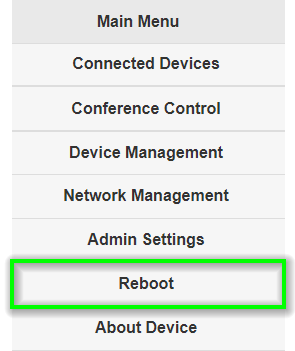 Main Menu
Connected Devices
Conference Control
Device Management
Network Management
Admin Settings
Reboot
About Device